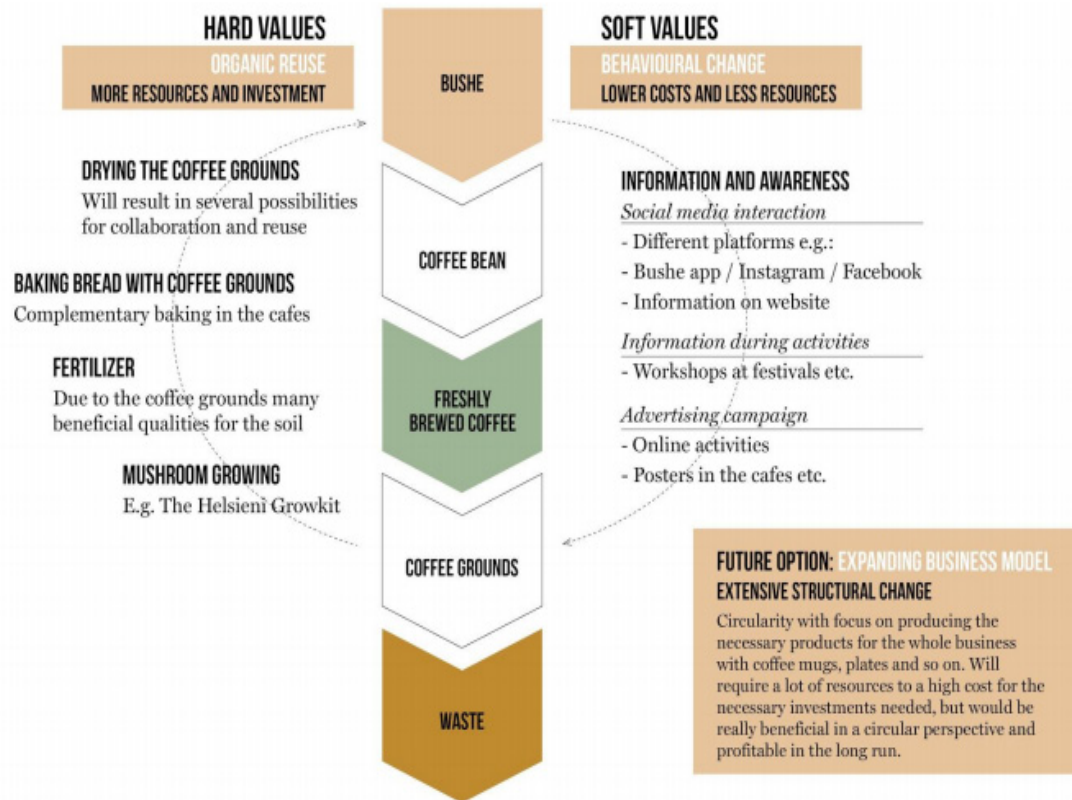 HARD VALUES
ORGANIC REUSE
MORE RESOURCES AND INVESTMENT
DRYING THE COFFEE GROUNDS
Will result in several possibilities
for collaboration and reuse
BAKING BREAD WITH COFFEE GROUNDS
Complementary baking in the cafes
FERTILIZER
Due to the coffee grounds many
beneficial qualities for the soil
MUSHROOM GROWING
E.g. The Helsieni Growkit
BUSHE
COFFEE BEAN
FRESHLY
BREWED COFFEE
COFFEE GROUNDS
WASTE
SOFT VALUES
BEHAVIOURAL CHANGE
LOWER COSTS AND LESS RESOURCES
INFORMATION AND AWARENESS
Social media interaction
- Different platforms e.g.:
- Bushe app / Instagram / Facebook
- Information on website
Information during activities
- Workshops at festivals etc.
Advertising campaign
- Online activities
- Posters in the cafes etc.
FUTURE OPTION: EXPANDING BUSINESS MODEL
EXTENSIVE STRUCTURAL CHANGE
Circularity with focus on producing the
necessary products for the whole business
with coffee mugs, plates and so on. Will
require a lot of resources to a high cost for the
necessary investments needed, but would be
really beneficial in a circular perspective and
profitable in the long run.